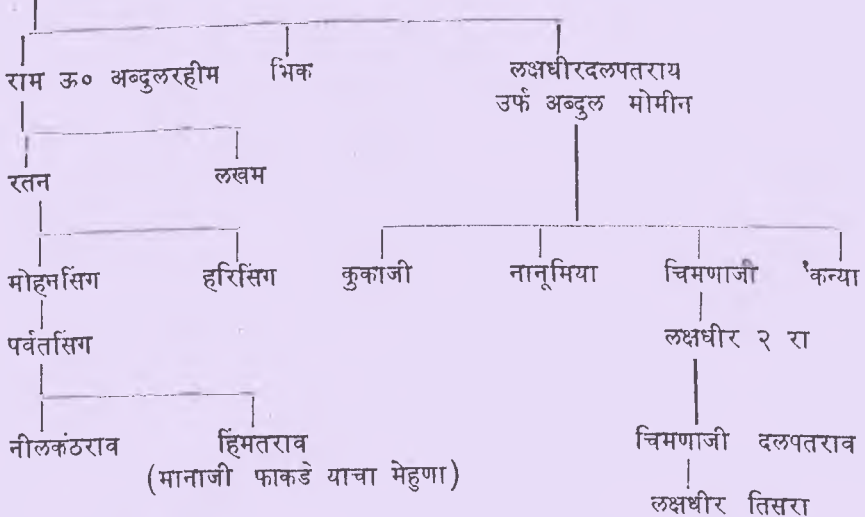 राम ऊ० अब्दुलरहीम भिक लक्षधीरदलपतराय
उर्फ अब्दुल मोमीन
रतन लखम
मोहमसिंग हरिसिंग कुकाजी नानूमिया चिमणाजी 'कन्या
पर्वतसिंग लक्षधीर २ रा
नीलकंठराव हिंमतराव चिमणाजी दलपतराव
(मानाजी फाकडे याचा मेहुणा)
लक्षधीर तिसरा